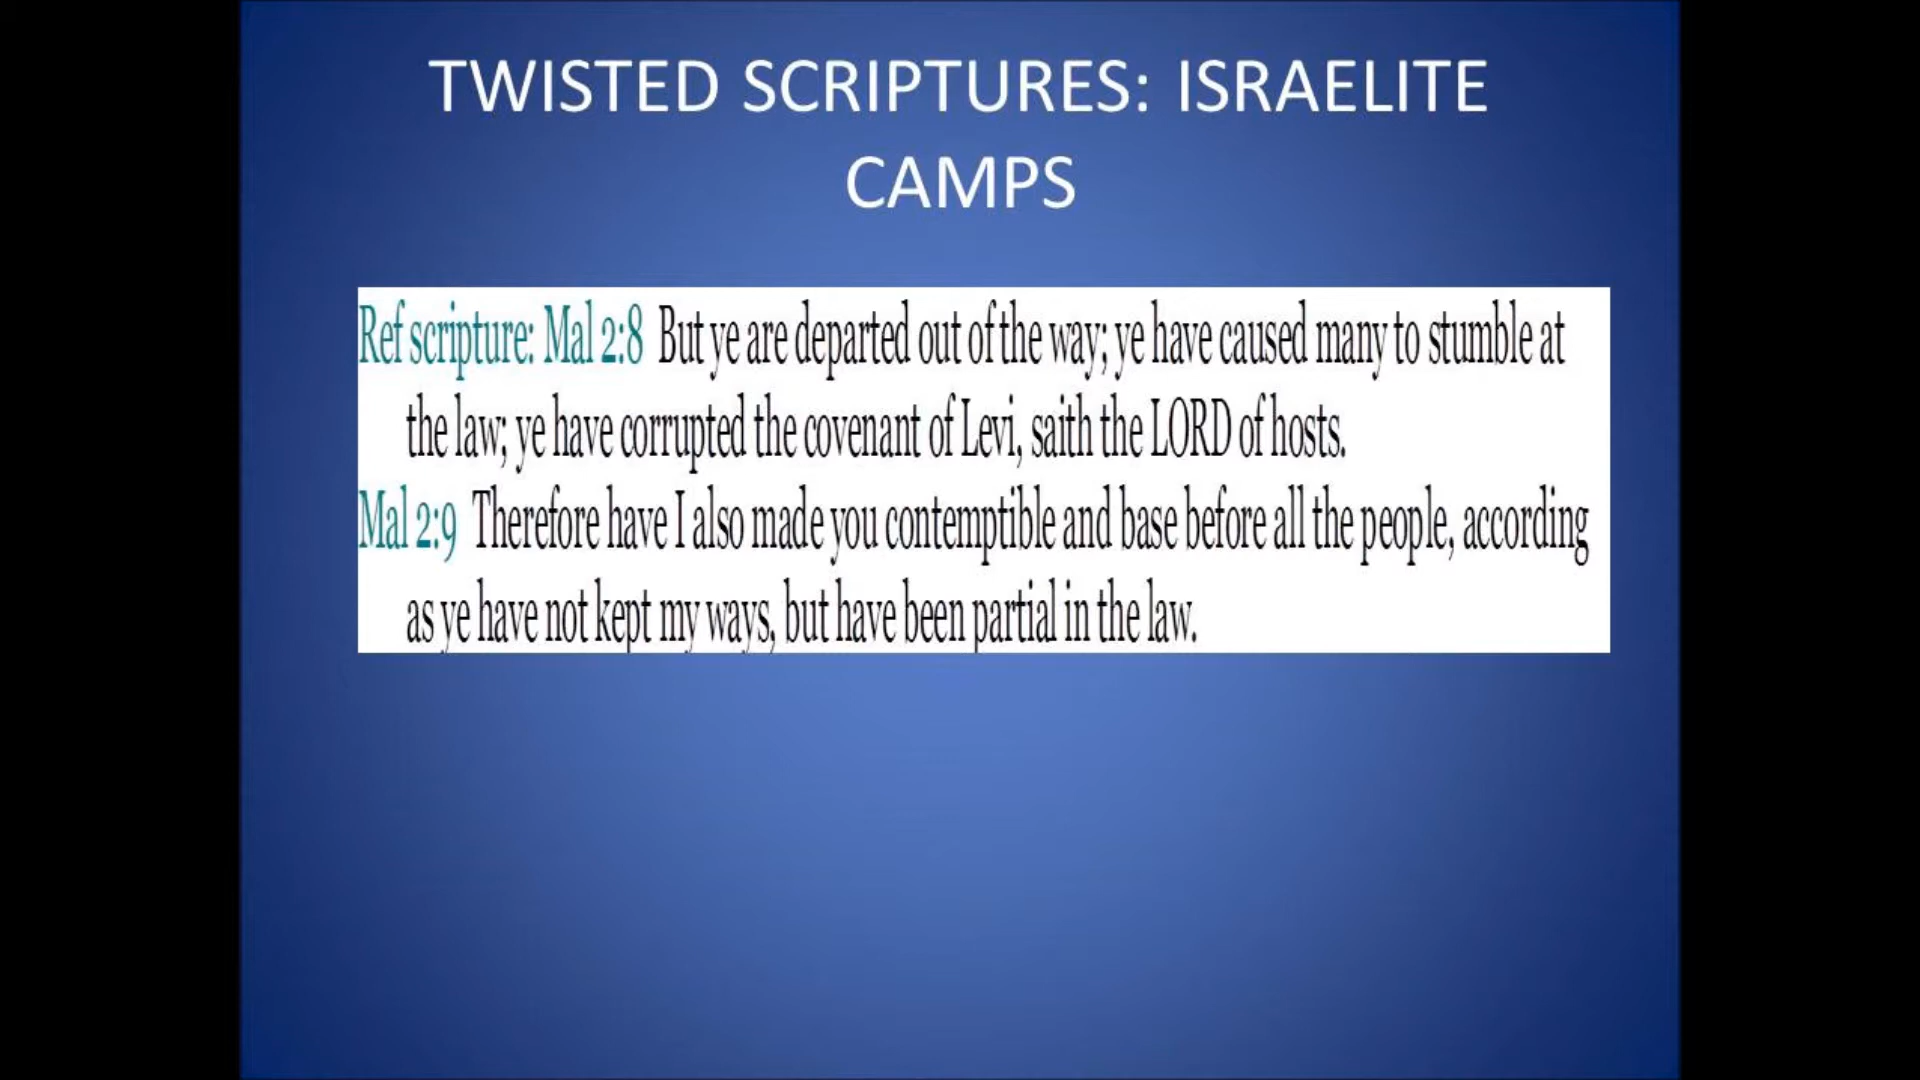 TWISTED SCRIPTURES: ISRAELITE
CAMPS
Ref scripture: Mal 2:8 But ye are departed out of the way; ye have caused many to stumble at
the law; ye have corrupted the covenant of Levi, saith the LORD of hosts.
Mal 2:9 Therefore have I also made you contemptible and base before all the people, according
as ye have not kept my ways, but have been partial in the law.